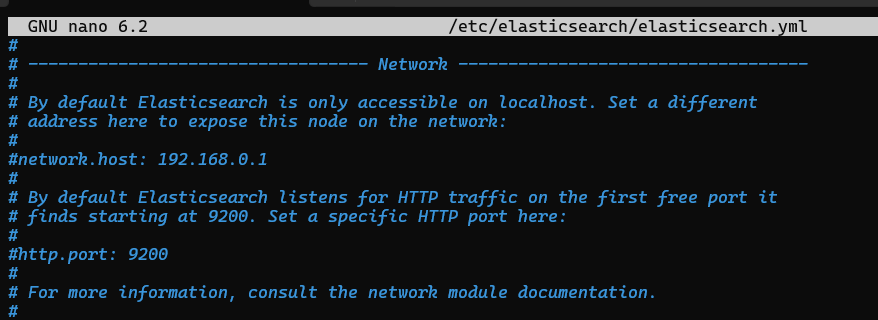 GNU nano 6.2 /etc/elasticsearch/elasticsearch.yml
#
# ---------------------------------- Network -----------------------------------
#
# By default Elasticsearch is only accessible on localhost. Set a different
# address here to expose this node on the network:
#
#network.host: 192.168.0.1
#
# By default Elasticsearch listens for HTTP traffic on the first free port it
# finds starting at 9200. Set a specific HTTP port here:
#
#http.port: 9200
#
# For more information, consult the network module documentation.
#